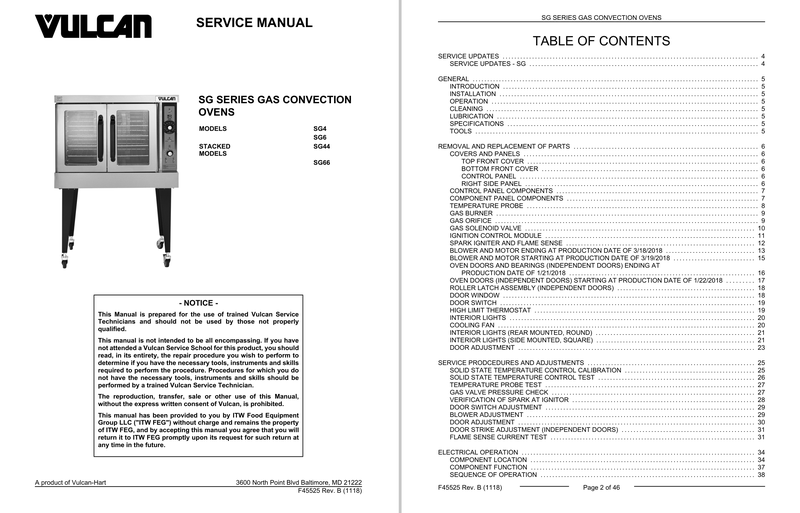 VULCAN
SERVICE MANUAL
VULCAN
SG SERIES GAS CONVECTION
OVENS
MODELS SG4
SG6
STACKED SG44
MODELS
SG66
- NOTICE -
This Manual is prepared for the use of trained Vulcan Service
Technicians and should not be used by those not properly
qualified.
This manual is not intended to be all encompassing. If you have
not attended a Vulcan Service School for this product, you should
read, in its entirety, the repair procedure you wish to perform to
determine if you have the necessary tools, instruments and skills
required to perform the procedure. Procedures for which you do
not have the necessary tools, instruments and skills should be
performed by a trained Vulcan Service Technician.
The reproduction, transfer, sale or other use of this Manual,
without the express written consent of Vulcan, is prohibited.
This manual has been provided to you by ITW Food Equipment
Group LLC ("ITW FEG") without charge and remains the property
of ITW FEG, and by accepting this manual you agree that you will
return it to ITW FEG promptly upon its request for such return at
any time in the future.
A product of Vulcan-Hart 3600 North Point Blvd Baltimore, MD 21222
F45525 Rev. B (1118)
SG SERIES GAS CONVECTION OVENS
TABLE OF CONTENTS
SERVICE UPDATES 4
SERVICE UPDATES - SG 4
GENERAL 5
INTRODUCTION 5
INSTALLATION 5
OPERATION 5
CLEANING 5
LUBRICATION 5
SPECIFICATIONS 5
TOOLS 5
REMOVAL AND REPLACEMENT OF PARTS 6
COVERS AND PANELS 6
TOP FRONT COVER 6
BOTTOM FRONT COVER 6
CONTROL PANEL 6
RIGHT SIDE PANEL 6
CONTROL PANEL COMPONENTS 7
COMPONENT PANEL COMPONENTS 7
TEMPERATURE PROBE 8
GAS BURNER 9
GAS ORIFICE 9
GAS SOLENOID VALVE 10
IGNITION CONTROL MODULE 11
SPARK IGNITER AND FLAME SENSE 12
BLOWER AND MOTOR ENDING AT PRODUCTION DATE OF 3/18/2018 13
BLOWER AND MOTOR STARTING AT PRODUCTION DATE OF 3/19/2018 15
OVEN DOORS AND BEARINGS (INDEPENDENT DOORS) ENDING AT
PRODUCTION DATE OF 1/21/2018 16
OVEN DOORS (INDEPENDENT DOORS) STARTING AT PRODUCTION DATE OF 1/22/2018 17
ROLLER LATCH ASSEMBLY (INDEPENDENT DOORS) 18
DOOR WINDOW 18
DOOR SWITCH 19
HIGH LIMIT THERMOSTAT 19
INTERIOR LIGHTS 20
COOLING FAN 20
INTERIOR LIGHTS (REAR MOUNTED, ROUND) 21
INTERIOR LIGHTS (SIDE MOUNTED, SQUARE) 21
DOOR ADJUSTMENT 23
SERVICE PRODCEDURES AND ADJUSTMENTS 25
SOLID STATE TEMPERATURE CONTROL CALIBRATION 25
SOLID STATE TEMPERATURE CONTROL TEST 26
TEMPERATURE PROBE TEST 27
GAS VALVE PRESSURE CHECK 27
VERIFICATION OF SPARK AT IGNITOR 28
DOOR SWITCH ADJUSTMENT 29
BLOWER ADJUSTMENT 29
DOOR ADJUSTMENT 30
DOOR STRIKE ADJUSTMENT (INDEPENDENT DOORS) 31
FLAME SENSE CURRENT TEST 31
ELECTRICAL OPERATION 34
COMPONENT LOCATION 34
COMPONENT FUNCTION 37
SEQUENCE OF OPERATION 38
F45525 Rev. B (1118) Page 2 of 46